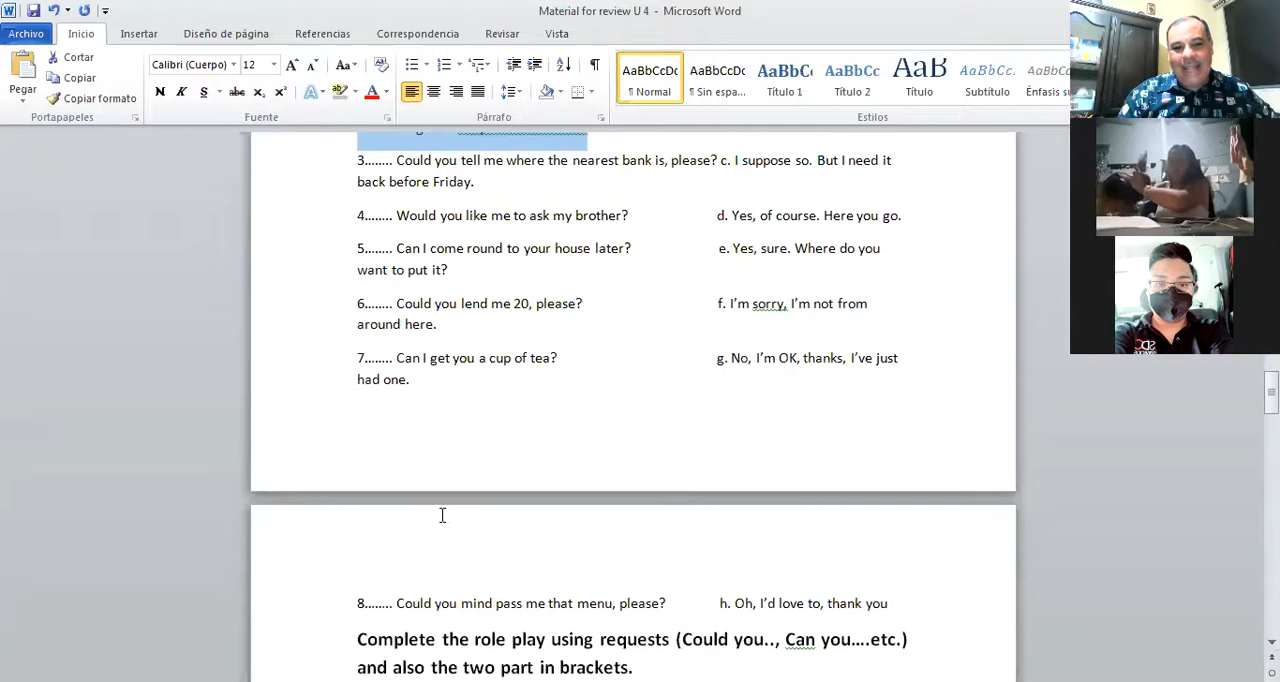 Material for review U 4 - Microsoft Word
Archivo Inicio Insertar Diseño de página Referencias Correspondencia Revisar Vista
Cortar
Copiar
Copiar formato
Pegar
Portapapeles
Calibri (Cuerpo) 12
N K S abc x₂ x² A A
Fuente
Párrafo
AaBbCcDc AaBbCcDc AaBbC AaBbCc AaB AaBbCc AaBbCc
¶ Normal ¶ Sin espa... Título 1 Título 2 Título Subtítulo Énfasis s
Estilos
3........ Could you tell me where the nearest bank is, please? c. I suppose so. But I need it
back before Friday.
4........ Would you like me to ask my brother? d. Yes, of course. Here you go.
5........ Can I come round to your house later? e. Yes, sure. Where do you
want to put it?
6........ Could you lend me 20, please? f. I’m sorry, I’m not from
around here.
7........ Can I get you a cup of tea? g. No, I’m OK, thanks, I’ve just
had one.
8........ Could you mind pass me that menu, please? h. Oh, I’d love to, thank you
Complete the role play using requests (Could you.., Can you….etc.)
and also the two part in brackets.
SDC